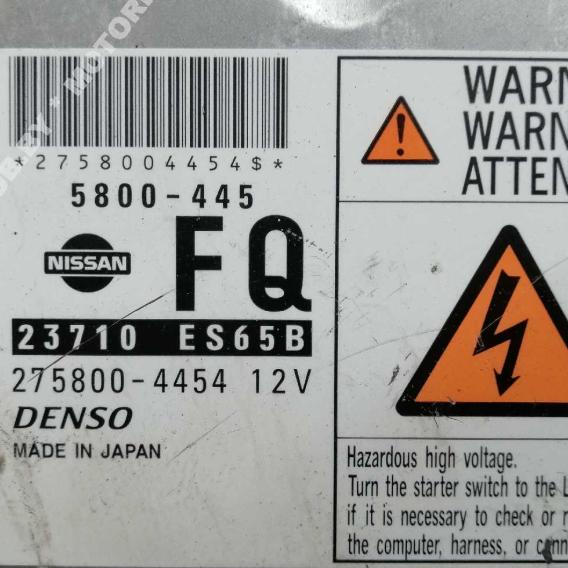 *2758004454$*
5800-445
FQ
NISSAN
23710 ES65B
275800-4454 12V
DENSO
MADE IN JAPAN
!
Hazardous high voltage.
Turn the starter switch to the
if it is necessary to check or
the computer, harness, or